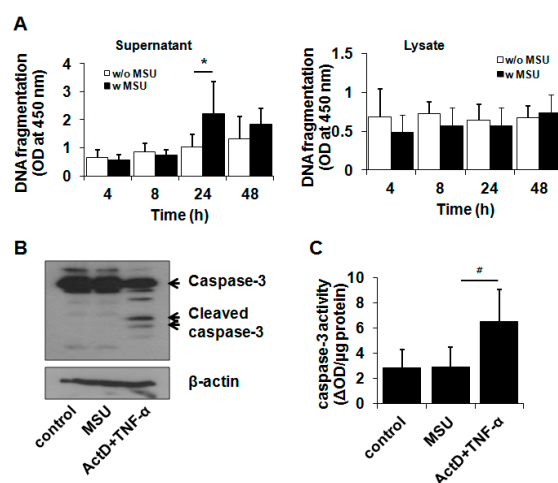 A
Supernatant
DNA fragmentation
(OD at 450 nm)
4
3
2
1
0
w/o MSU
w MSU
*
4 8 24 48
Time (h)
Lysate
DNA fragmentation
(OD at 450 nm)
1.5
1
0.5
0
w/o MSU
w MSU
4 8 24 48
Time (h)
B
Caspase-3
Cleaved
caspase-3
β-actin
control
MSU
ActD+TNF-α
C
caspase-3 activity
(ΔOD/µg protein)
10
8
6
4
2
0
#
control
MSU
ActD+TNF-α